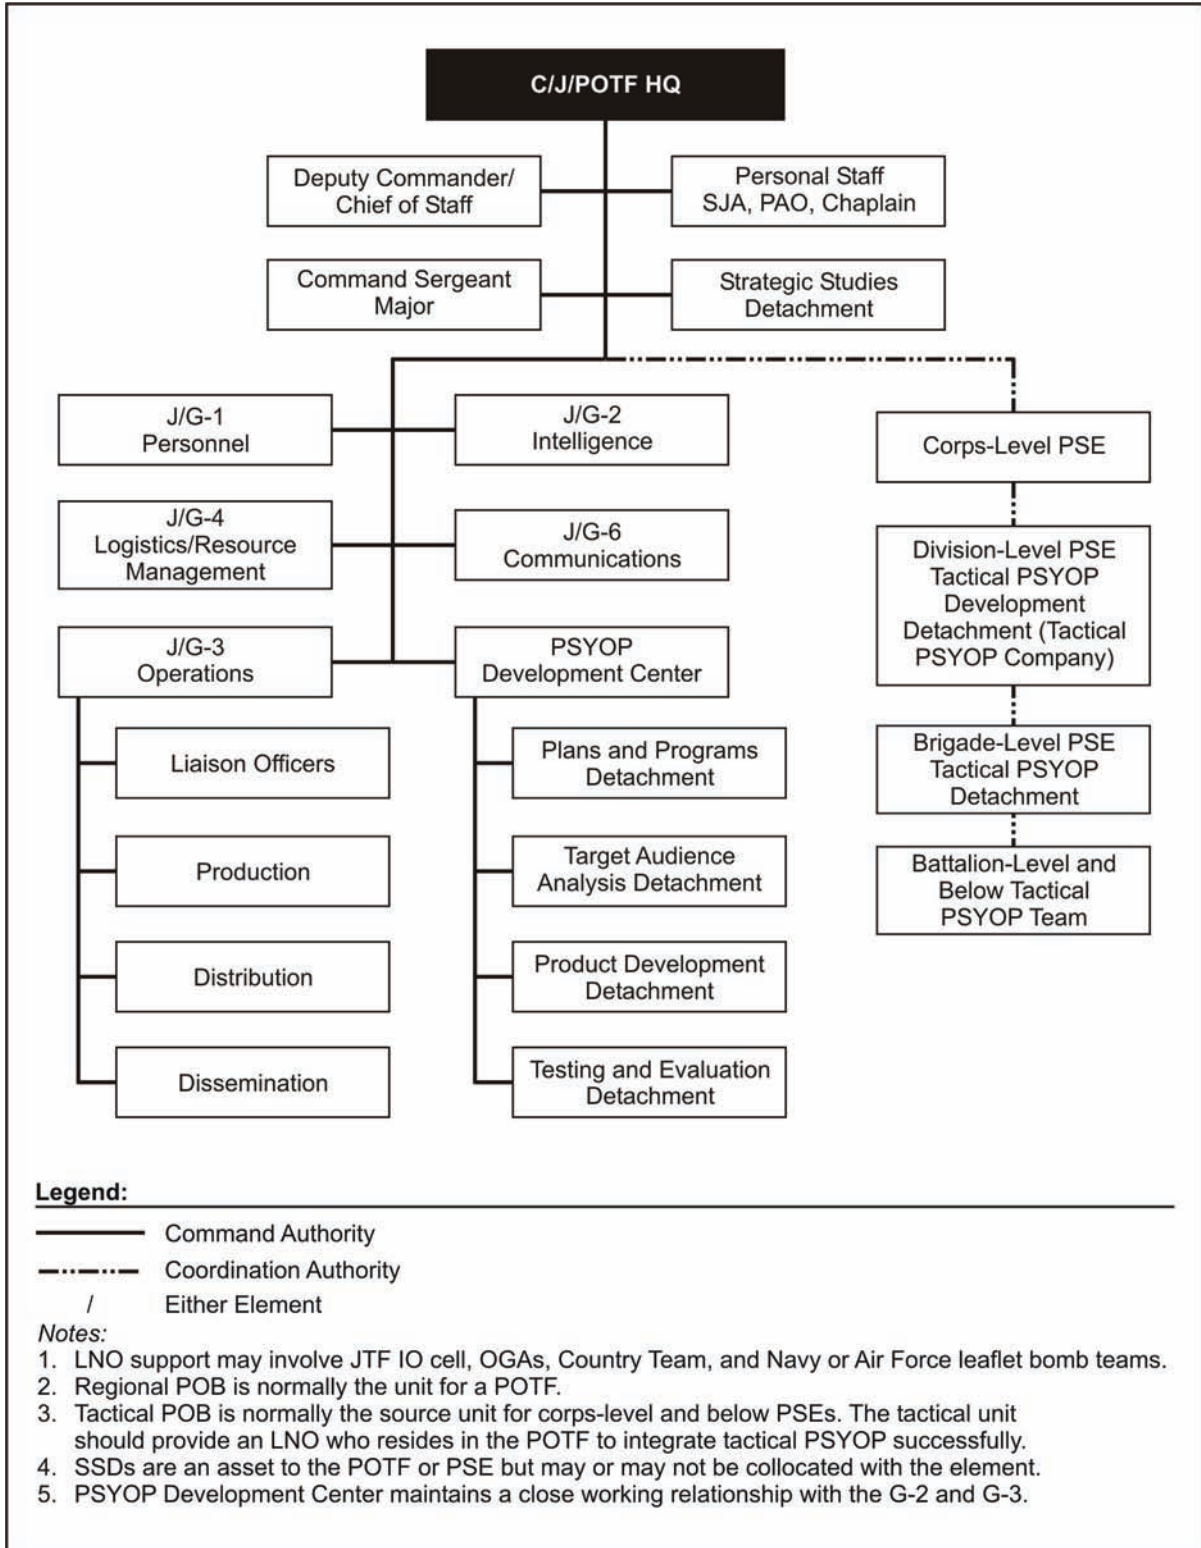 C/J/POTF HQ
Deputy Commander/
Chief of Staff
Personal Staff
SJA, PAO, Chaplain
Command Sergeant
Major
Strategic Studies
Detachment
J/G-1
Personnel
J/G-2
Intelligence
Corps-Level PSE
J/G-4
Logistics/Resource
Management
J/G-6
Communications
Division-Level PSE
Tactical PSYOP
Development
Detachment (Tactical
PSYOP Company)
J/G-3
Operations
PSYOP
Development Center
Liaison Officers
Plans and Programs
Detachment
Brigade-Level PSE
Tactical PSYOP
Detachment
Production
Target Audience
Analysis Detachment
Battalion-Level and
Below Tactical
PSYOP Team
Distribution
Product Development
Detachment
Dissemination
Testing and Evaluation
Detachment
Legend:
Command Authority
Coordination Authority
/ Either Element
Notes:
1. LNO support may involve JTF IO cell, OGAs, Country Team, and Navy or Air Force leaflet bomb teams.
2. Regional POB is normally the unit for a POTF.
3. Tactical POB is normally the source unit for corps-level and below PSEs. The tactical unit
should provide an LNO who resides in the POTF to integrate tactical PSYOP successfully.
4. SSDs are an asset to the POTF or PSE but may or may not be collocated with the element.
5. PSYOP Development Center maintains a close working relationship with the G-2 and G-3.